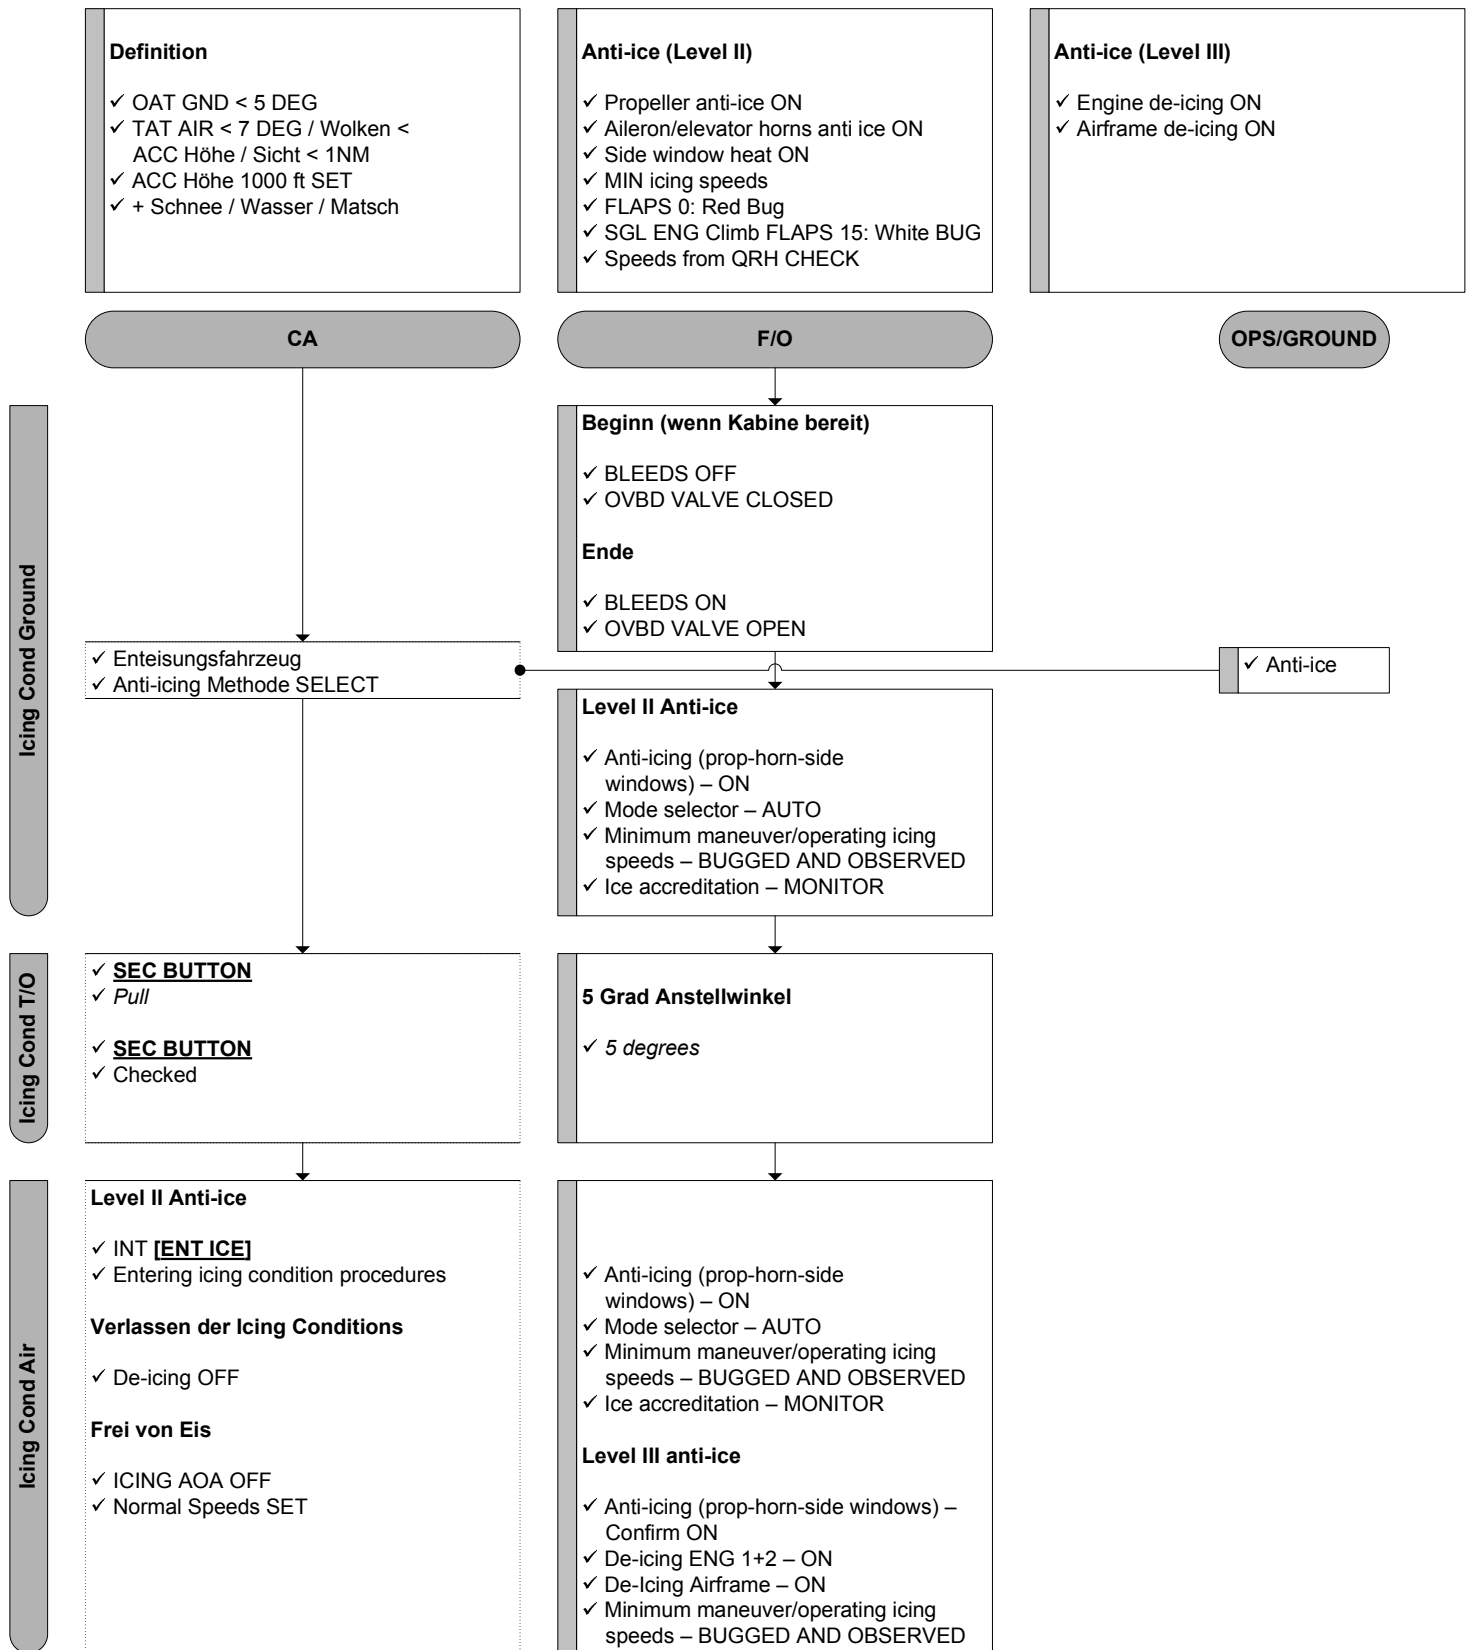 Definition
✓ OAT GND < 5 DEG
✓ TAT AIR < 7 DEG / Wolken <
ACC Höhe / Sicht < 1NM
✓ ACC Höhe 1000 ft SET
✓ + Schnee / Wasser / Matsch
Anti-ice (Level II)
✓ Propeller anti-ice ON
✓ Aileron/elevator horns anti ice ON
✓ Side window heat ON
✓ MIN icing speeds
✓ FLAPS 0: Red Bug
✓ SGL ENG Climb FLAPS 15: White BUG
✓ Speeds from QRH CHECK
Anti-ice (Level III)
✓ Engine de-icing ON
✓ Airframe de-icing ON
CA
F/O
OPS/GROUND
Icing Cond Ground
Beginn (wenn Kabine bereit)
✓ BLEEDS OFF
✓ OVBD VALVE CLOSED
Ende
✓ BLEEDS ON
✓ OVBD VALVE OPEN
✓ Enteisungsfahrzeug
✓ Anti-icing Methode SELECT
✓ Anti-ice
Level II Anti-ice
✓ Anti-icing (prop-horn-side
windows) – ON
✓ Mode selector – AUTO
✓ Minimum maneuver/operating icing
speeds – BUGGED AND OBSERVED
✓ Ice accreditation – MONITOR
Icing Cond T/O
✓ SEC BUTTON
✓ Pull
✓ SEC BUTTON
✓ Checked
5 Grad Anstellwinkel
✓ 5 degrees
Icing Cond Air
Level II Anti-ice
✓ INT [ENT ICE]
✓ Entering icing condition procedures
Verlassen der Icing Conditions
✓ De-icing OFF
Frei von Eis
✓ ICING AOA OFF
✓ Normal Speeds SET
✓ Anti-icing (prop-horn-side
windows) – ON
✓ Mode selector – AUTO
✓ Minimum maneuver/operating icing
speeds – BUGGED AND OBSERVED
✓ Ice accreditation – MONITOR
Level III anti-ice
✓ Anti-icing (prop-horn-side windows) –
Confirm ON
✓ De-icing ENG 1+2 – ON
✓ De-Icing Airframe – ON
✓ Minimum maneuver/operating icing
speeds – BUGGED AND OBSERVED